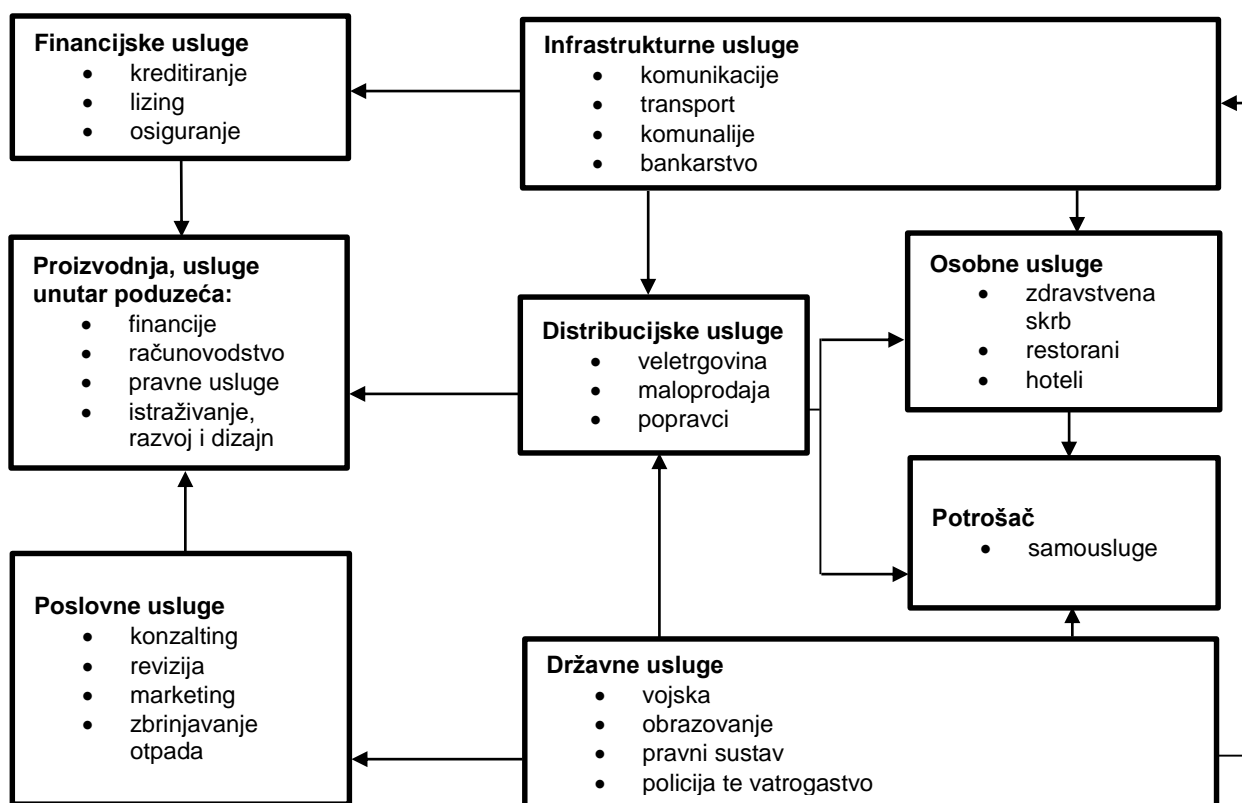 Financijske usluge
• kreditiranje
• lizing
• osiguranje
Infrastrukturne usluge
• komunikacije
• transport
• komunalije
• bankarstvo
Proizvodnja, usluge
unutar poduzeća:
• financije
• računovodstvo
• pravne usluge
• istraživanje,
razvoj i dizajn
Distribucijske usluge
• veletrgovina
• maloprodaja
• popravci
Osobne usluge
• zdravstvena
skrb
• restorani
• hoteli
Potrošač
• samousluge
Poslovne usluge
• konzalting
• revizija
• marketing
• zbrinjavanje
otpada
Državne usluge
• vojska
• obrazovanje
• pravni sustav
• policija te vatrogastvo